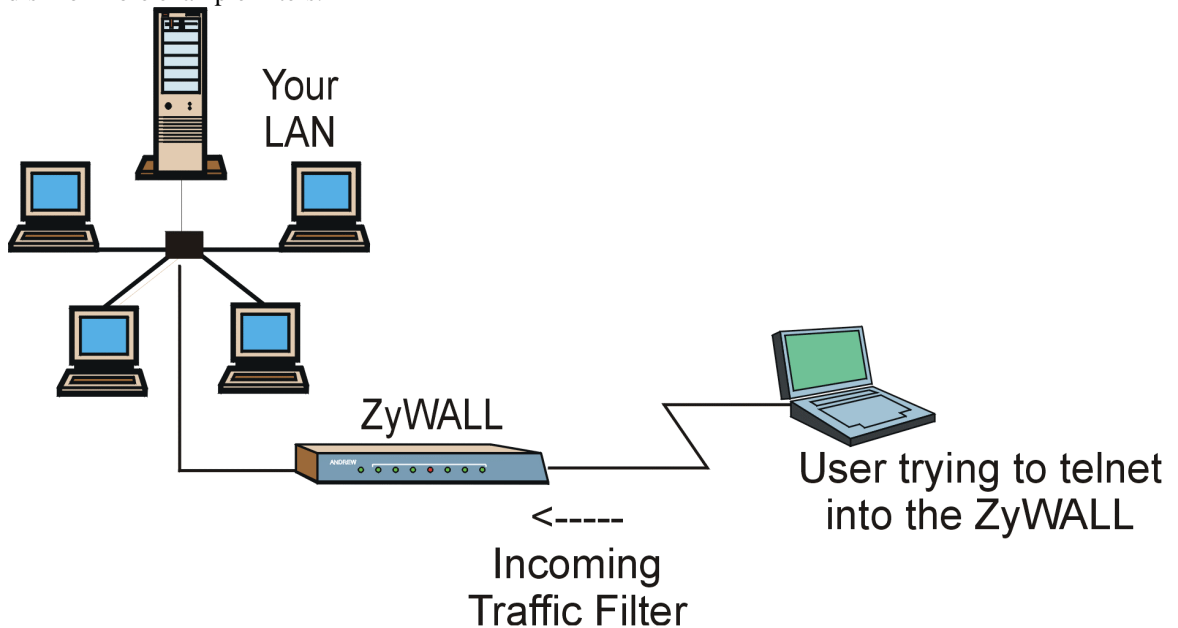 Your
LAN
ZyWALL
ANDREW
User trying to telnet
into the ZyWALL
<-----
Incoming
Traffic Filter